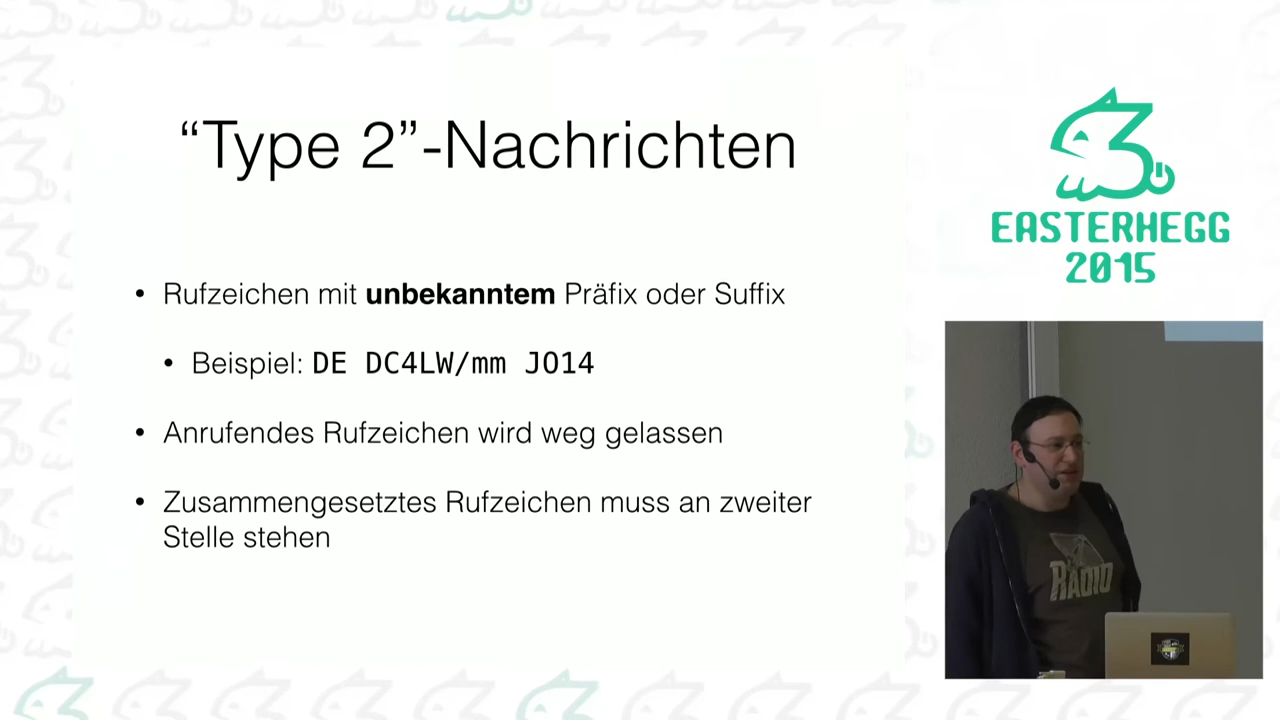 “Type 2”-Nachrichten
• Rufzeichen mit unbekanntem Präfix oder Suffix
• Beispiel: DE DC4LW/mm JO14
• Anrufendes Rufzeichen wird weg gelassen
• Zusammengesetztes Rufzeichen muss an zweiter
Stelle stehen
EASTERHEGG
2015
RADIO